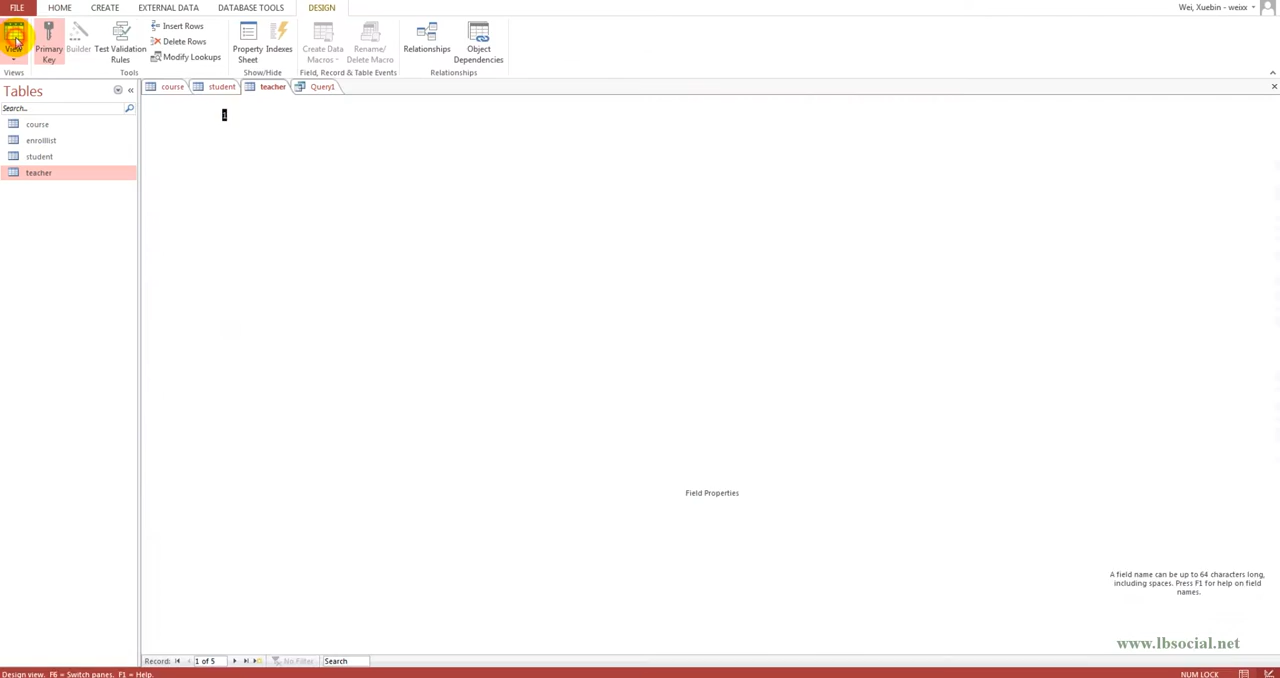 FILE HOME CREATE EXTERNAL DATA DATABASE TOOLS DESIGN Wei, Xuebin - weixx
View Primary Key Builder Test Validation Rules Insert Rows Delete Rows Modify Lookups Property Sheet Indexes Create Data Macros Rename/ Delete Macro Relationships Object Dependencies
Views Tools Show/Hide Field, Record & Table Events Relationships
Tables
course student teacher Query1
Search...
course
enrolllist
student
teacher
1
Field Properties
A field name can be up to 64 characters long,
including spaces. Press F1 for help on field
names.
www.lbsocial.net
Record: 1 of 5 No Filter Search
Design view. F6 = Switch panes. F1 = Help. NUM LOCK